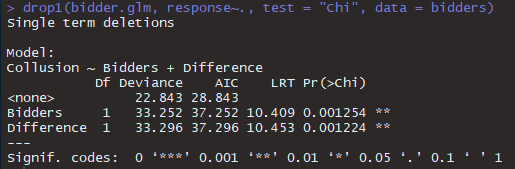 > drop1(bidder.glm, response~., test = "Chi", data = bidders)
Single term deletions
Model:
Collusion ~ Bidders + Difference
Df Deviance AIC LRT Pr(>Chi)
<none> 22.843 28.843
Bidders 1 33.252 37.252 10.409 0.001254 **
Difference 1 33.296 37.296 10.453 0.001224 **
---
Signif. codes: 0 ‘***’ 0.001 ‘**’ 0.01 ‘*’ 0.05 ‘.’ 0.1 ‘ ’ 1